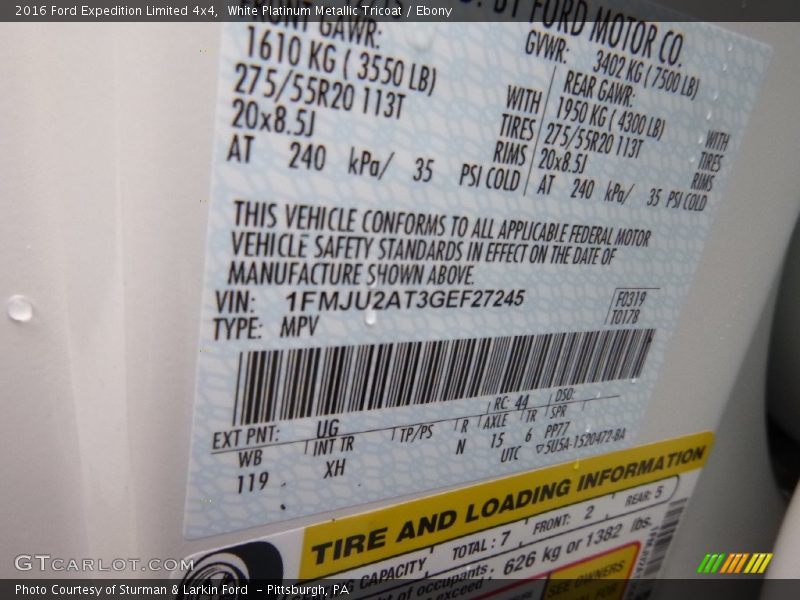 2016 Ford Expedition Limited 4x4, White Platinum Metallic Tricoat / Ebony
BY FORD MOTOR CO.
FRONT GAWR:
1610 KG ( 3550 LB)
275/55R20 113T
20x8.5J
AT 240 kPa/ 35 PSI COLD
WITH
TIRES
RIMS
GVWR: 3402 KG ( 7500 LB)
REAR GAWR:
1950 KG ( 4300 LB)
275/55R20 113T
20x8.5J
AT 240 kPa/ 35 PSI COLD
WITH
TIRES
RIMS
THIS VEHICLE CONFORMS TO ALL APPLICABLE FEDERAL MOTOR
VEHICLE SAFETY STANDARDS IN EFFECT ON THE DATE OF
MANUFACTURE SHOWN ABOVE.
VIN: 1FMJU2AT3GEF27245
TYPE: MPV
F0319
T0178
EXT PNT: UG RC: 44 DSO:
WB INT TR TP/PS R AXLE TR SPR
119 XH N 15 6 PP77
UTC ▽5U5A-1520472-BA
TIRE AND LOADING INFORMATION
CAPACITY TOTAL: 7 FRONT: 2 REAR: 5
of occupants 626 kg or 1382 lbs.
SEE OWNERS
GTCARLOT.COM
Photo Courtesy of Sturman & Larkin Ford - Pittsburgh, PA